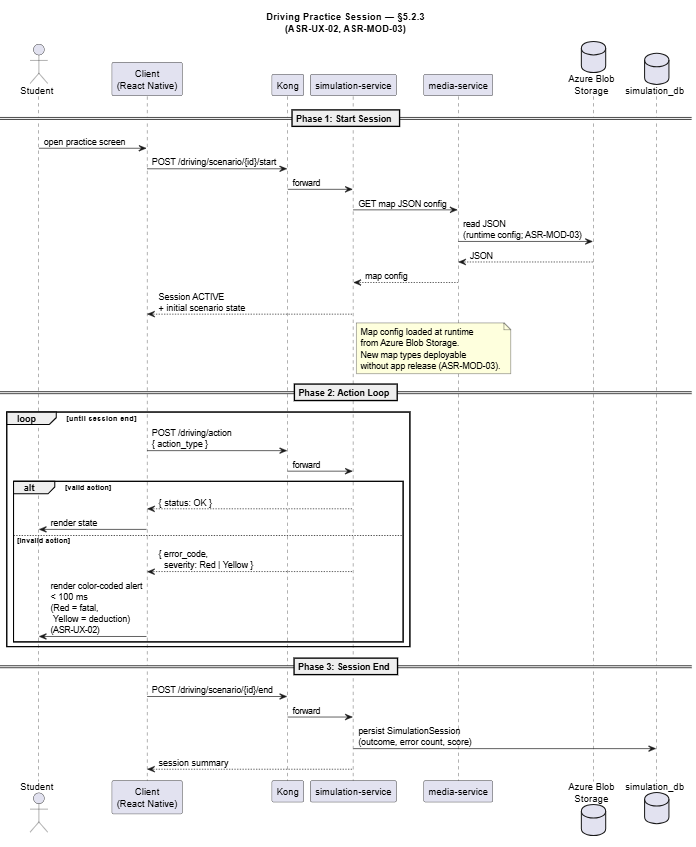 Driving Practice Session — §5.2.3
(ASR-UX-02, ASR-MOD-03)
Student
Client
(React Native)
Kong
simulation-service
media-service
Azure Blob
Storage
simulation_db
Phase 1: Start Session
open practice screen
POST /driving/scenario/{id}/start
forward
GET map JSON config
read JSON
(runtime config; ASR-MOD-03)
JSON
map config
Session ACTIVE
+ initial scenario state
Map config loaded at runtime
from Azure Blob Storage.
New map types deployable
without app release (ASR-MOD-03).
Phase 2: Action Loop
loop
[until session end]
POST /driving/action
{ action_type }
forward
alt
[valid action]
{ status: OK }
render state
[invalid action]
{ error_code,
severity: Red | Yellow }
render color-coded alert
< 100 ms
(Red = fatal,
Yellow = deduction)
(ASR-UX-02)
Phase 3: Session End
POST /driving/scenario/{id}/end
forward
persist SimulationSession
(outcome, error count, score)
session summary
Student
Client
(React Native)
Kong
simulation-service
media-service
Azure Blob
Storage
simulation_db